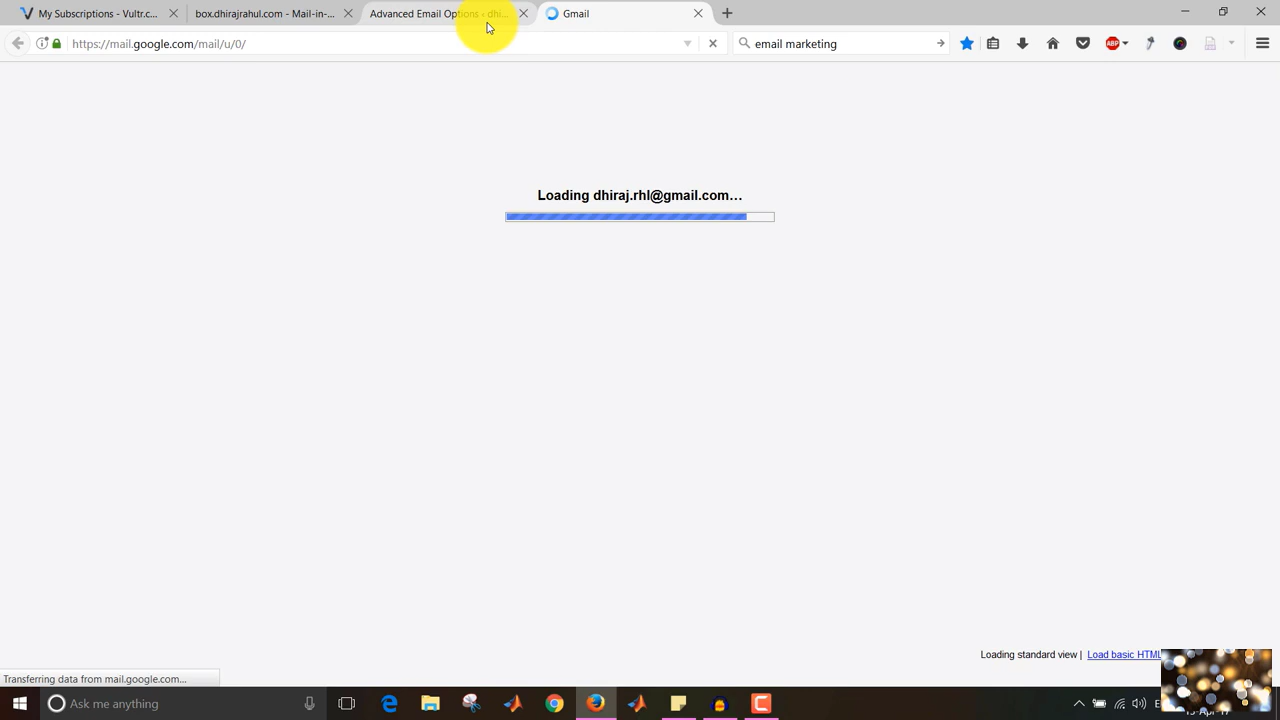 My Subscriptions - Vultr.c...
box.dhirajrahul.com - Mail-in-...
Advanced Email Options ‹ dhi...
Gmail
https://mail.google.com/mail/u/0/
email marketing
ABP
Loading dhiraj.rhl@gmail.com...
Loading standard view | Load basic HTML
Transferring data from mail.google.com...
Ask me anything